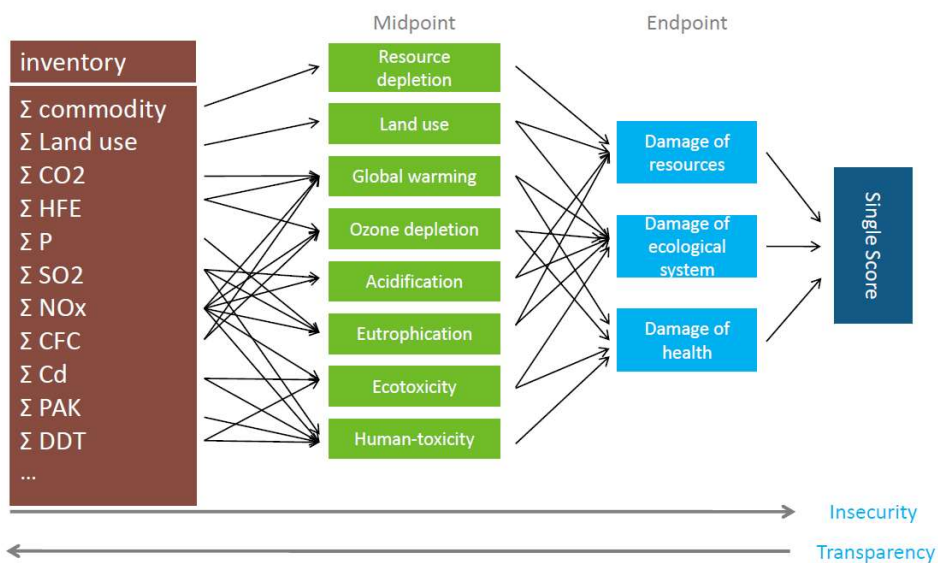 Midpoint
Endpoint
inventory
Σ commodity
Σ Land use
Σ CO2
Σ HFE
Σ P
Σ SO2
Σ NOx
Σ CFC
Σ Cd
Σ PAK
Σ DDT
...
Resource
depletion
Land use
Global warming
Ozone depletion
Acidification
Eutrophication
Ecotoxicity
Human-toxicity
Damage of
resources
Damage of
ecological
system
Damage of
health
Single Score
Insecurity
Transparency